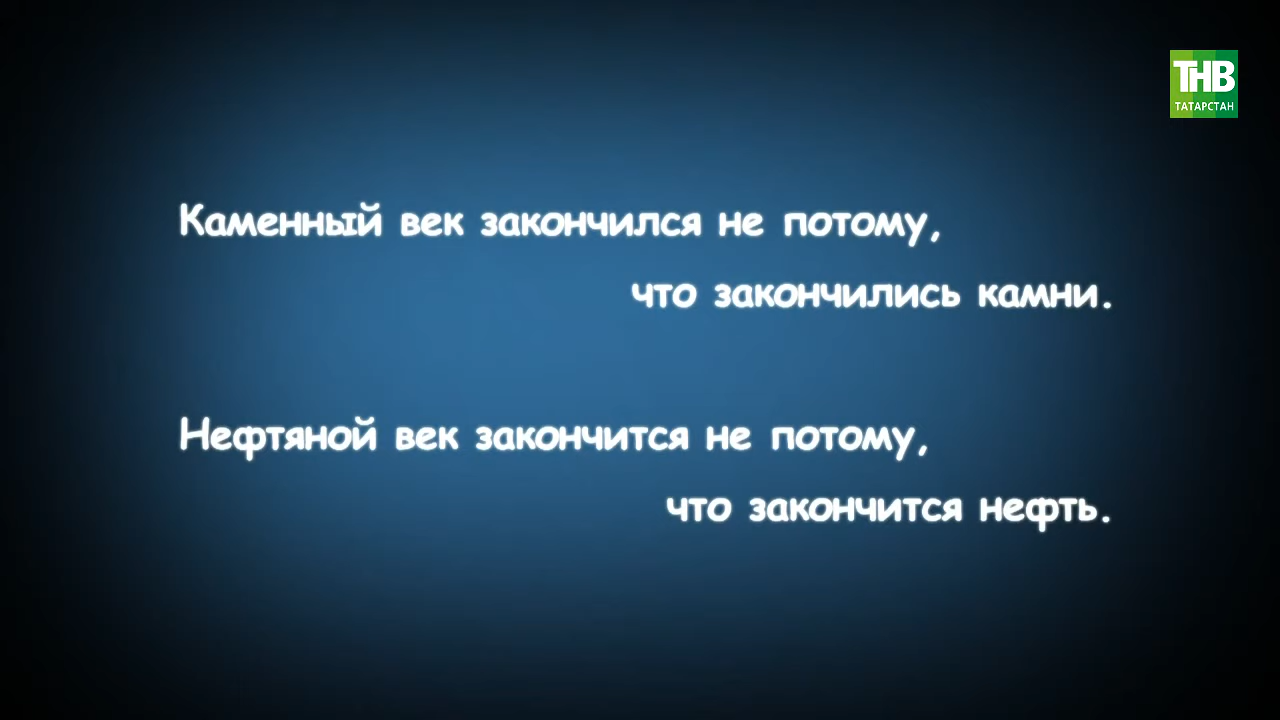 ТНВ
ТАТАРСТАН
Каменный век закончился не потому,
что закончились камни.
Нефтяной век закончится не потому,
что закончится нефть.